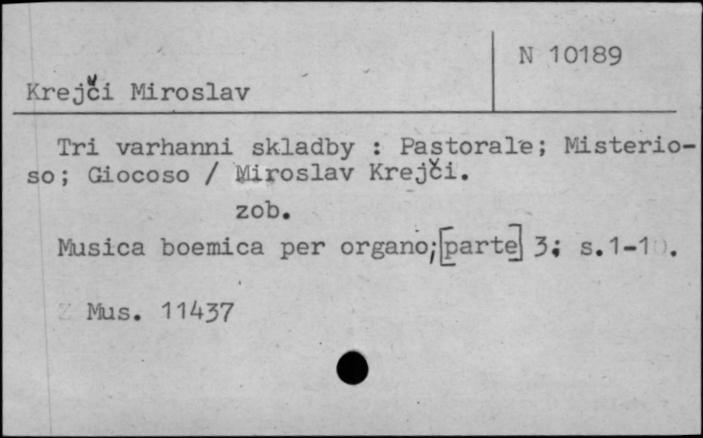 N 10189
Krejči Miroslav
Tri varhanni skladby : Pastorale; Misterio-
so; Giocoso / Miroslav Krejči.
zob.
Musica boemica per organo; [parte] 3; s.1-10.
Mus. 11437